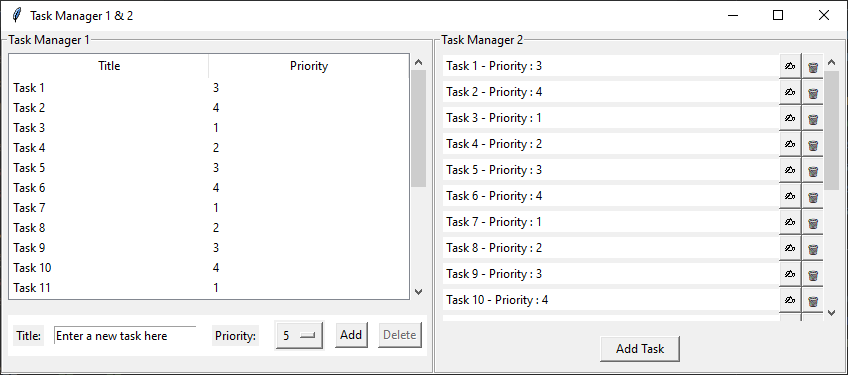 Task Manager 1 & 2
Task Manager 1
Title Priority
Task 1 3
Task 2 4
Task 3 1
Task 4 2
Task 5 3
Task 6 4
Task 7 1
Task 8 2
Task 9 3
Task 10 4
Task 11 1
Title: Enter a new task here Priority: 5 Add Delete
Task Manager 2
Task 1 - Priority : 3
Task 2 - Priority : 4
Task 3 - Priority : 1
Task 4 - Priority : 2
Task 5 - Priority : 3
Task 6 - Priority : 4
Task 7 - Priority : 1
Task 8 - Priority : 2
Task 9 - Priority : 3
Task 10 - Priority : 4
Add Task